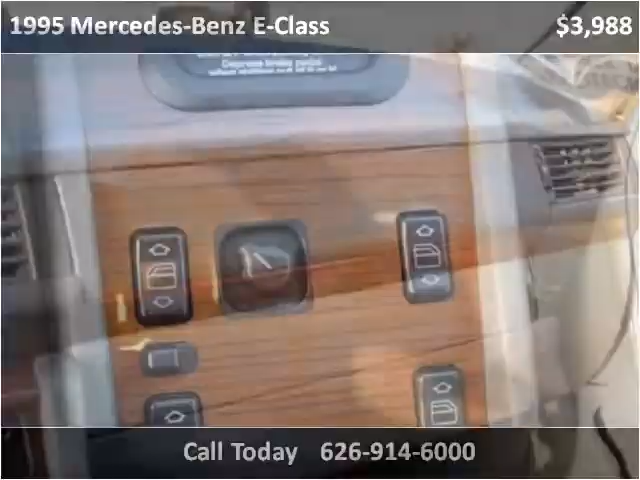 1995 Mercedes-Benz E-Class $3,988
Depress brake pedal
Call Today 626-914-6000